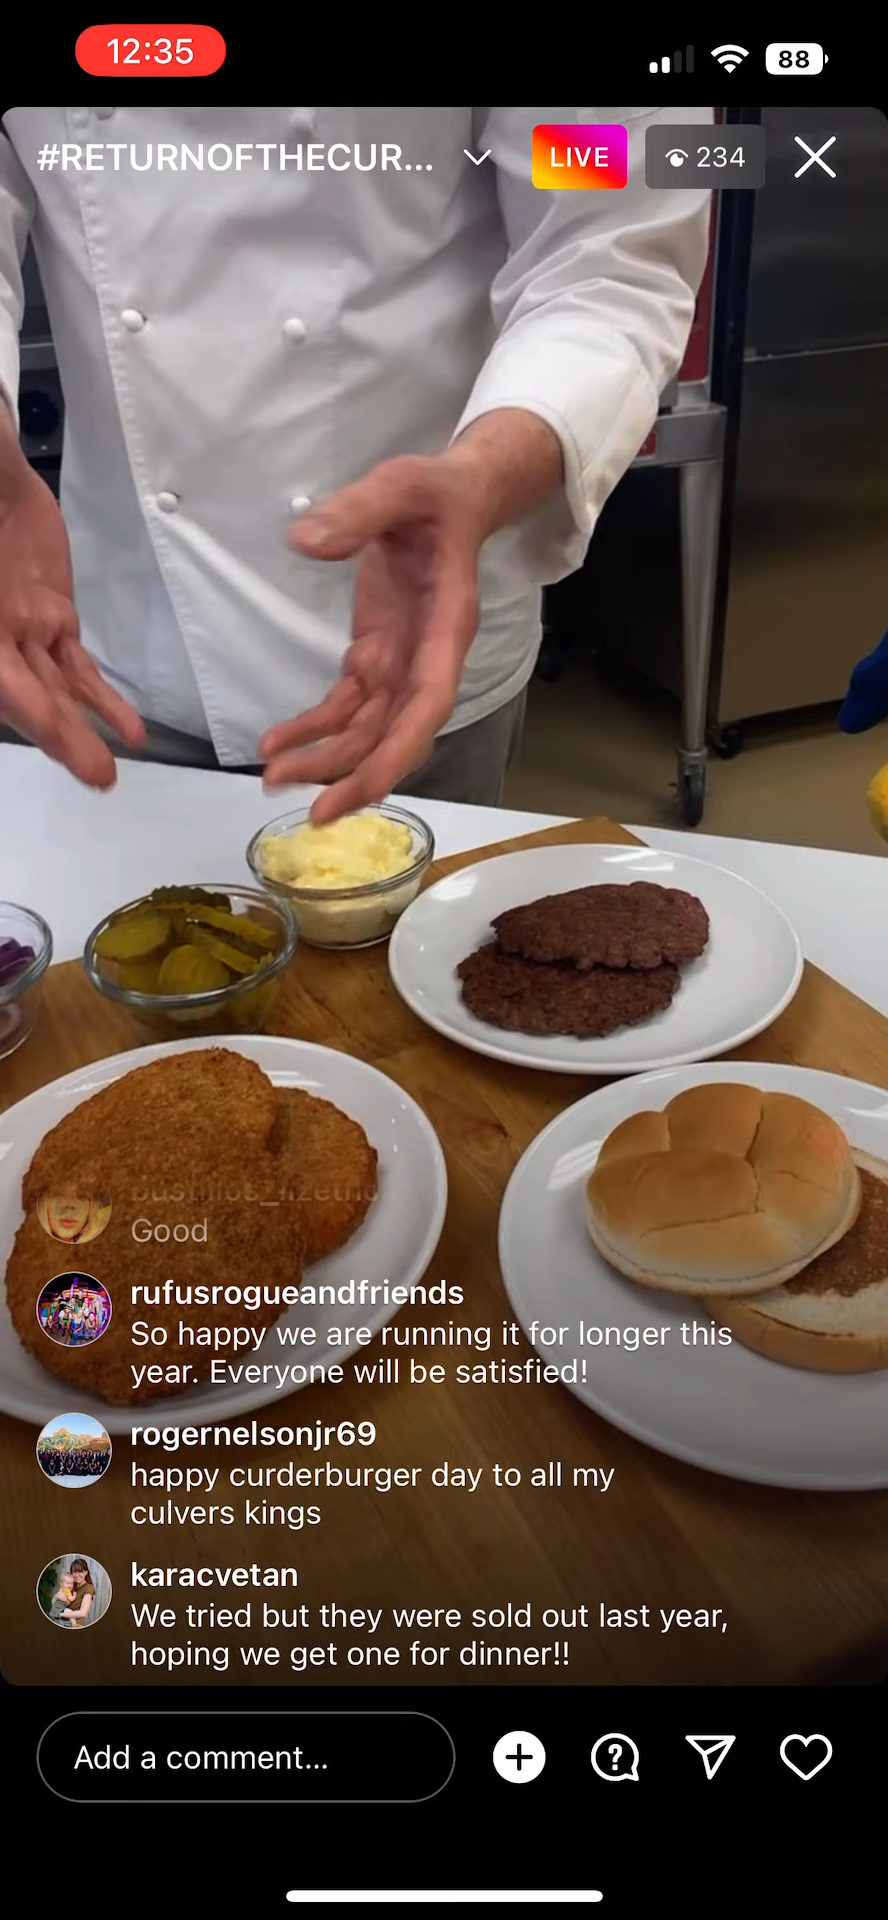 12:35
88
#RETURNOFTHECUR...
LIVE
234
Good
rufusrogueandfriends
So happy we are running it for longer this
year. Everyone will be satisfied!
rogernelsonjr69
happy curderburger day to all my
culvers kings
karacvetan
We tried but they were sold out last year,
hoping we get one for dinner!!
Add a comment...